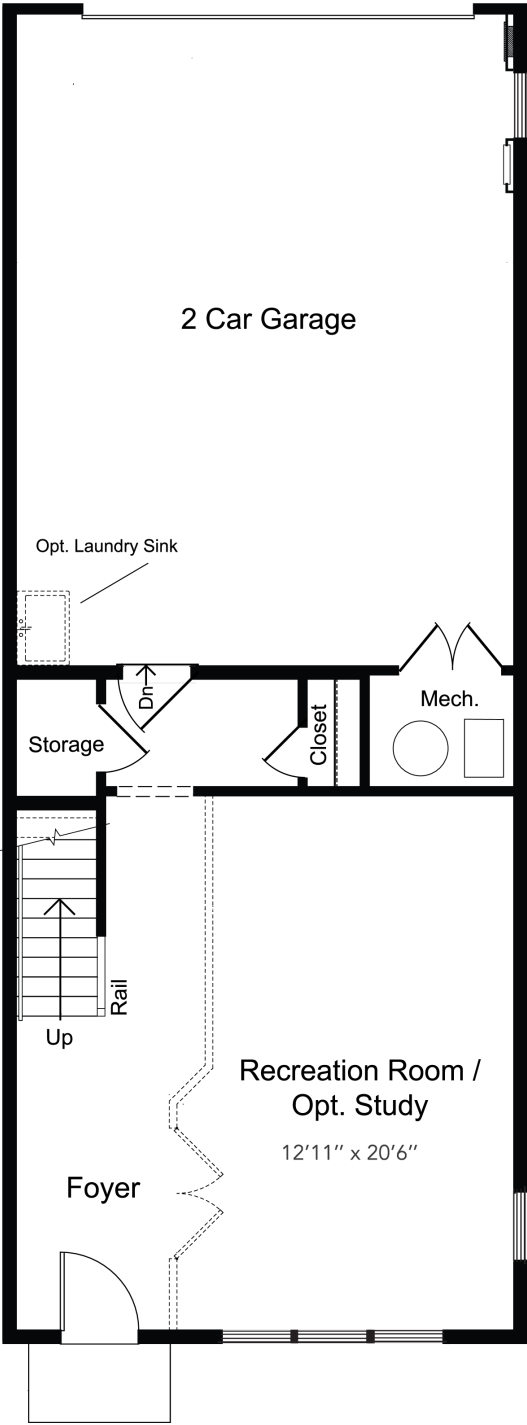 2 Car Garage
Opt. Laundry Sink
Dn
Mech.
Storage
Closet
Rail
Up
Recreation Room /
Opt. Study
12’11” x 20’6”
Foyer